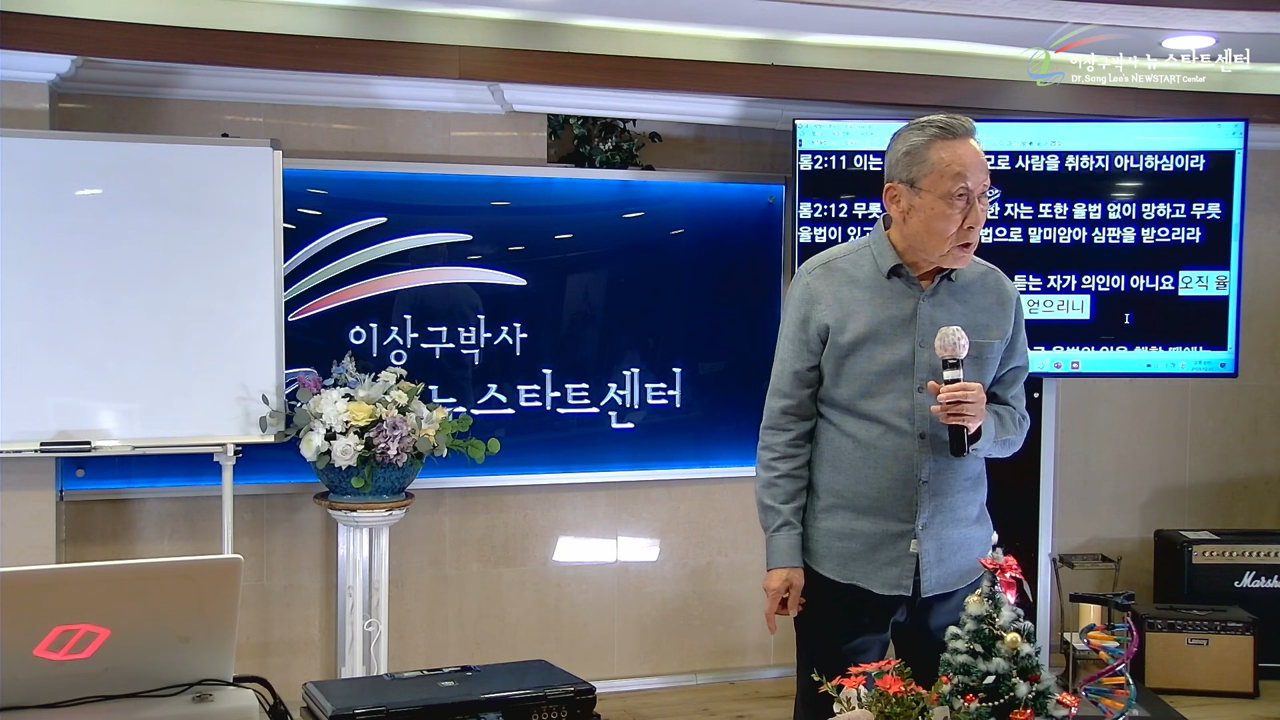 이상구박사 뉴스타트센터
Dr.Sang Lee's NEWSTART Center
롬2:11 이는 모로 사람을 취하지 아니하심이라
롬2:12 무릇 한 자는 또한 율법 없이 망하고 무릇
율법이 있고 법으로 말미암아 심판을 받으리라
듣는 자가 의인이 아니요 오직 율
얻으리니
이상구박사
뉴스타트센터
Marsh
Laney